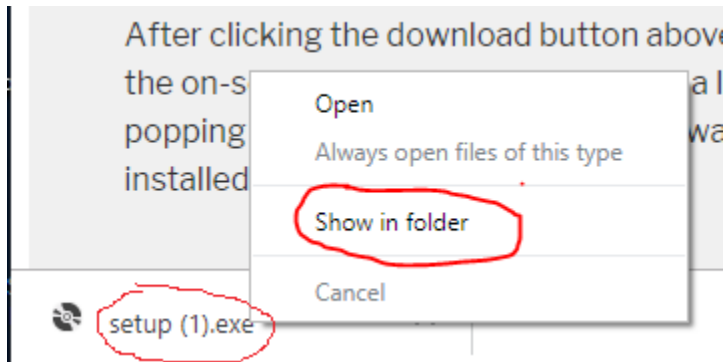 After clicking the download button above
the on-s
popping
installed
Open
Always open files of this type
Show in folder
Cancel
setup (1).exe